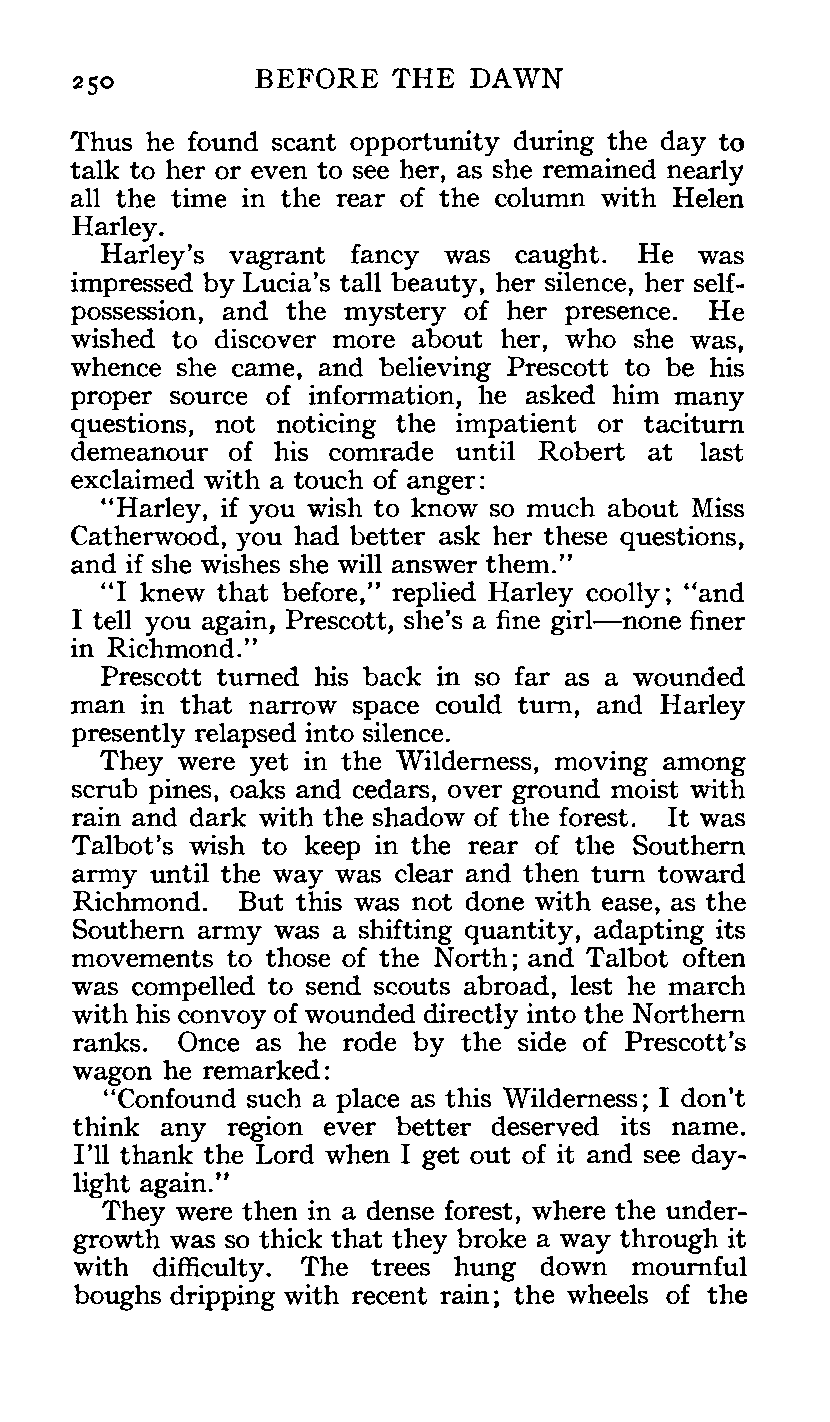 250 BEFORE THE DAWN
Thus he found scant opportunity during the day to
talk to her or even to see her, as she remained nearly
all the time in the rear of the column with Helen
Harley.
Harley's vagrant fancy was caught. He was
impressed by Lucia's tall beauty, her silence, her self-
possession, and the mystery of her presence. He
wished to discover more about her, who she was,
whence she came, and believing Prescott to be his
proper source of information, he asked him many
questions, not noticing the impatient or taciturn
demeanour of his comrade until Robert at last
exclaimed with a touch of anger:
"Harley, if you wish to know so much about Miss
Catherwood, you had better ask her these questions,
and if she wishes she will answer them."
"I knew that before," replied Harley coolly; "and
I tell you again, Prescott, she's a fine girl—none finer
in Richmond."
Prescott turned his back in so far as a wounded
man in that narrow space could turn, and Harley
presently relapsed into silence.
They were yet in the Wilderness, moving among
scrub pines, oaks and cedars, over ground moist with
rain and dark with the shadow of the forest. It was
Talbot's wish to keep in the rear of the Southern
army until the way was clear and then turn toward
Richmond. But this was not done with ease, as the
Southern army was a shifting quantity, adapting its
movements to those of the North; and Talbot often
was compelled to send scouts abroad, lest he march
with his convoy of wounded directly into the Northern
ranks. Once as he rode by the side of Prescott's
wagon he remarked:
"Confound such a place as this Wilderness; I don't
think any region ever better deserved its name.
I'll thank the Lord when I get out of it and see day-
light again."
They were then in a dense forest, where the under-
growth was so thick that they broke a way through it
with difficulty. The trees hung down mournful
boughs dripping with recent rain; the wheels of the